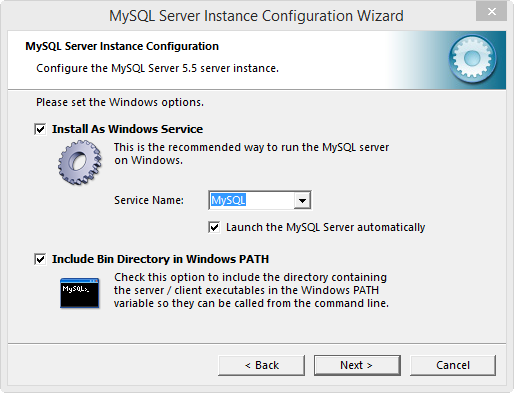 MySQL Server Instance Configuration Wizard
MySQL Server Instance Configuration
Configure the MySQL Server 5.5 server instance.
Please set the Windows options.
Install As Windows Service
This is the recommended way to run the MySQL server
on Windows.
Service Name:
MySQL
Launch the MySQL Server automatically
Include Bin Directory in Windows PATH
MySQL>_
Check this option to include the directory containing
the server / client executables in the Windows PATH
variable so they can be called from the command line.
< Back
Next >
Cancel